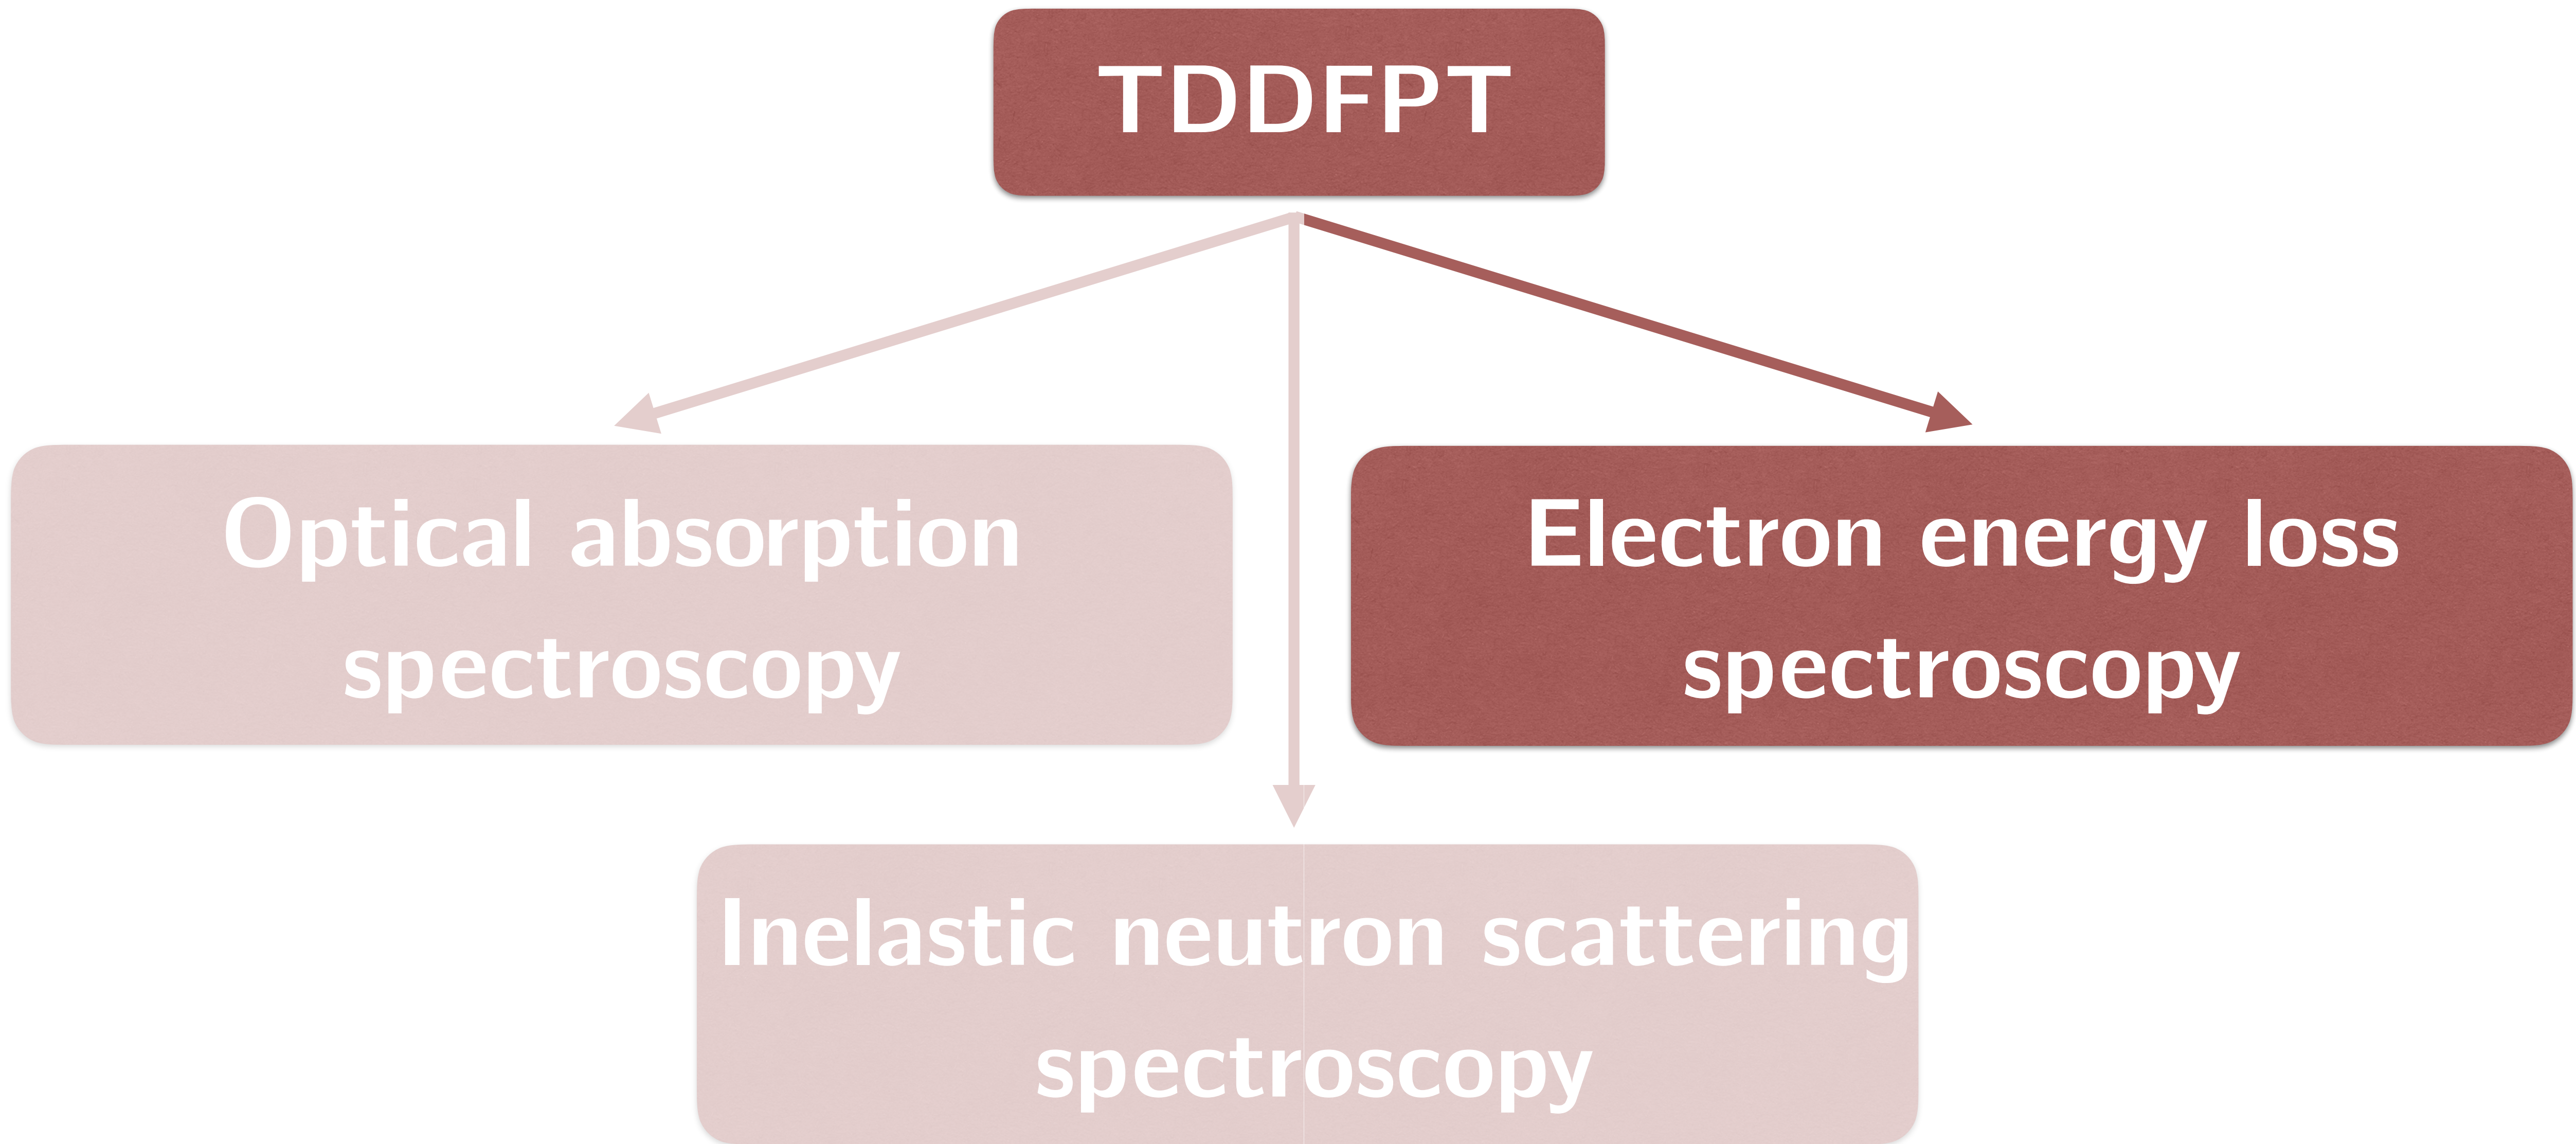 TDDFPT
Optical absorption
spectroscopy
Electron energy loss
spectroscopy
Inelastic neutron scattering
spectroscopy